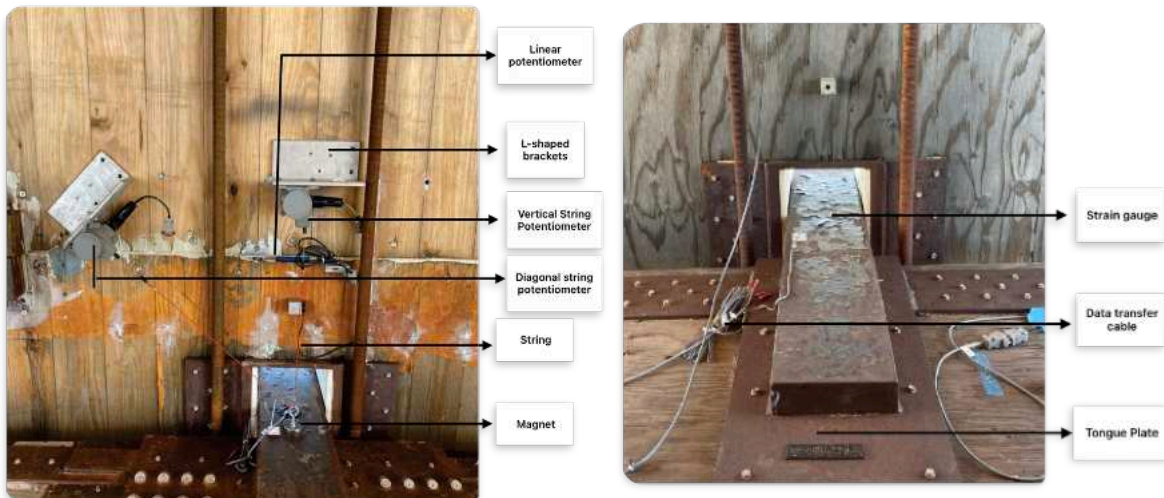 Linear
potentiometer
L-shaped
brackets
Vertical String
Potentiometer
Diagonal string
potentiometer
String
Magnet
Strain gauge
Data transfer
cable
Tongue Plate